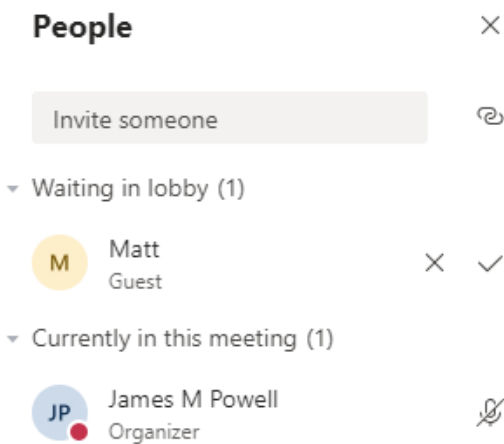 People
Invite someone
Waiting in lobby (1)
M
Matt
Guest
Currently in this meeting (1)
JP
James M Powell
Organizer